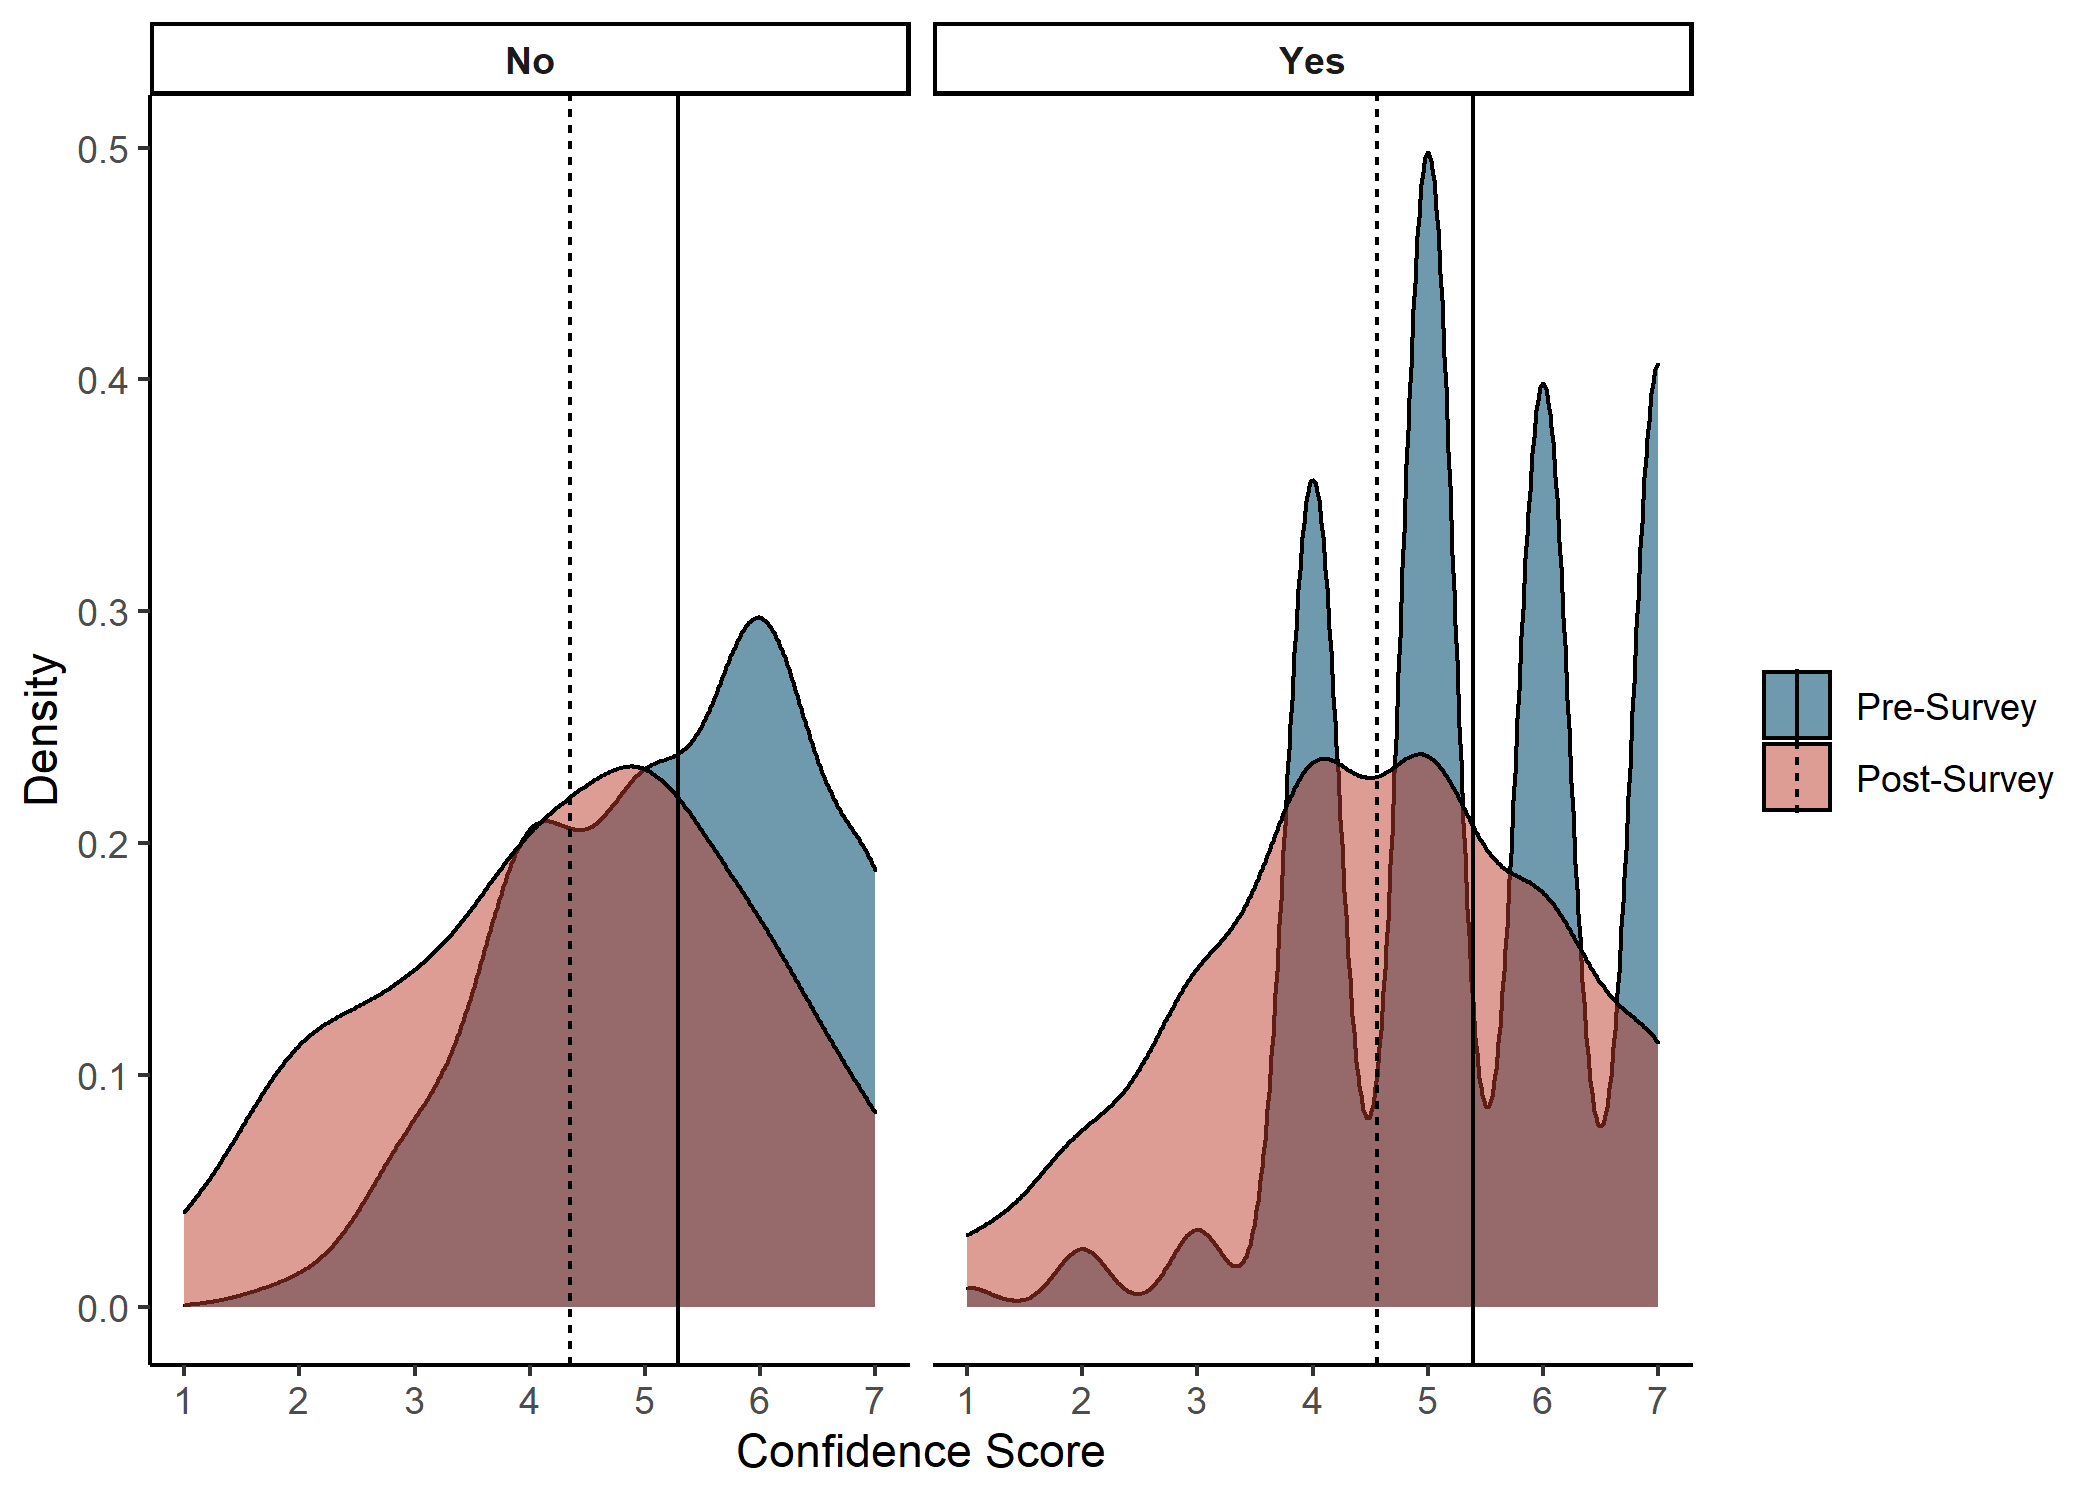 No
Yes
0.5
0.4
0.3
0.2
0.1
0.0
Density
1 2 3 4 5 6 7
1 2 3 4 5 6 7
Confidence Score
Pre-Survey
Post-Survey